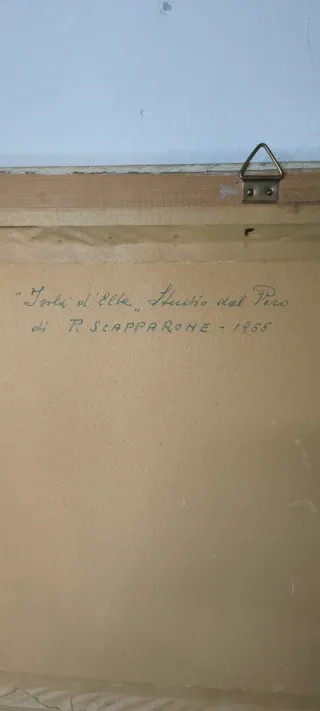 "Isola d'Elba" Studio dal Vero
di P. SCAPPARONE - 1955